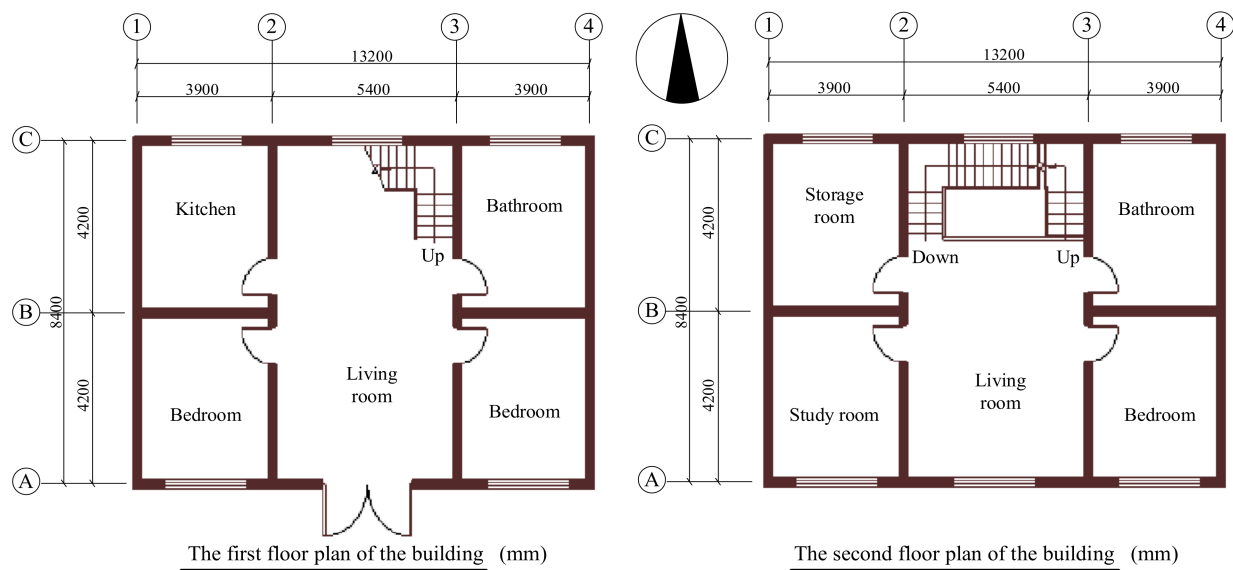 1 2 3 4
13200
3900 5400 3900
C
B
A
8400
4200
4200
Kitchen
Bathroom
Up
Living
room
Bedroom
Bedroom
The first floor plan of the building (mm)
1 2 3 4
13200
3900 5400 3900
C
B
A
8400
4200
4200
Storage
room
Bathroom
Down
Up
Living
room
Study room
Bedroom
The second floor plan of the building (mm)